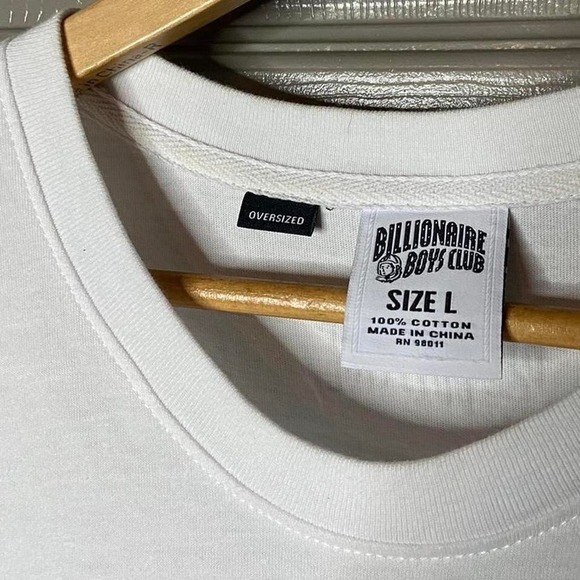 OVERSIZED
BILLIONAIRE
BOYS CLUB
SIZE L
100% COTTON
MADE IN CHINA
RN 98011